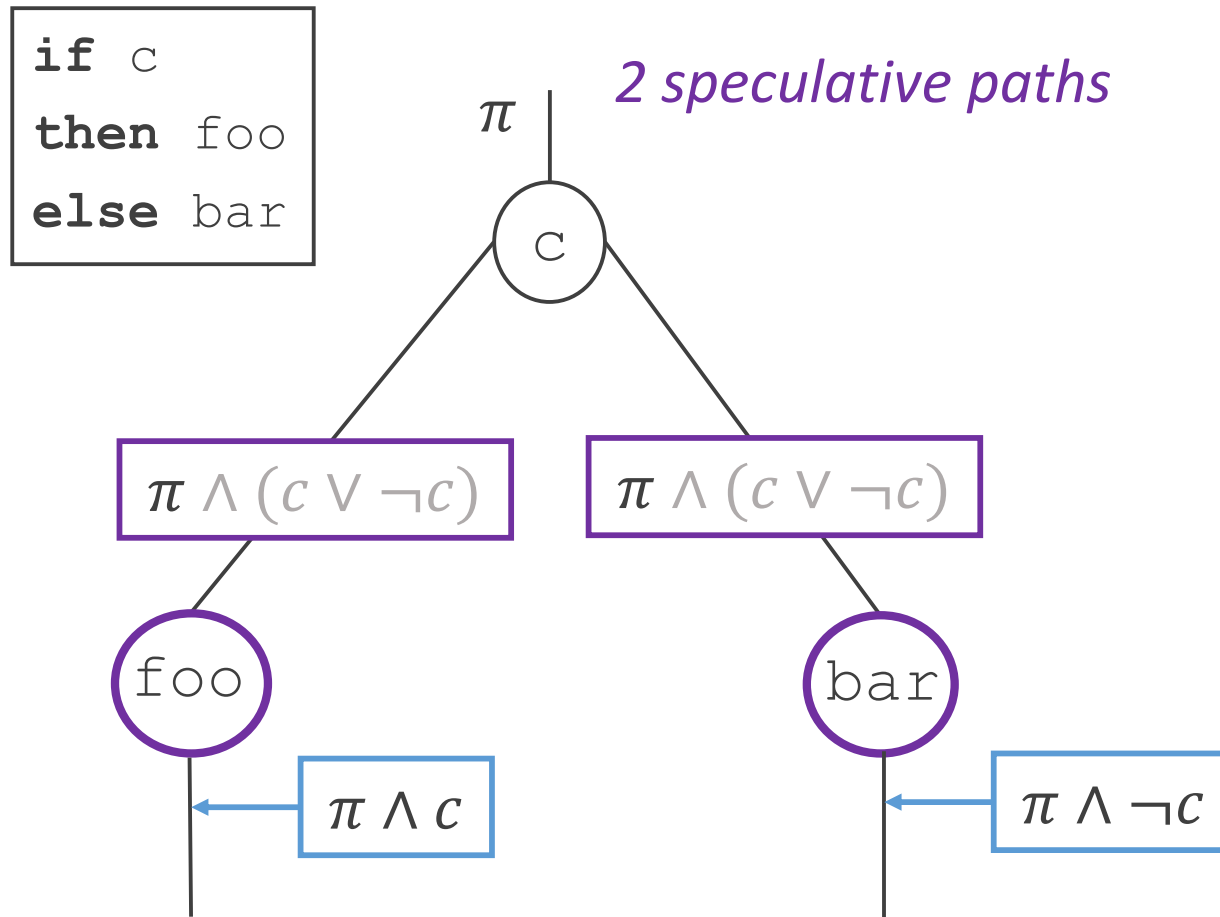 if c
then foo
else bar
2 speculative paths
π
c
π ∧ (c ∨ ¬c)
π ∧ (c ∨ ¬c)
foo
bar
π ∧ c
π ∧ ¬c